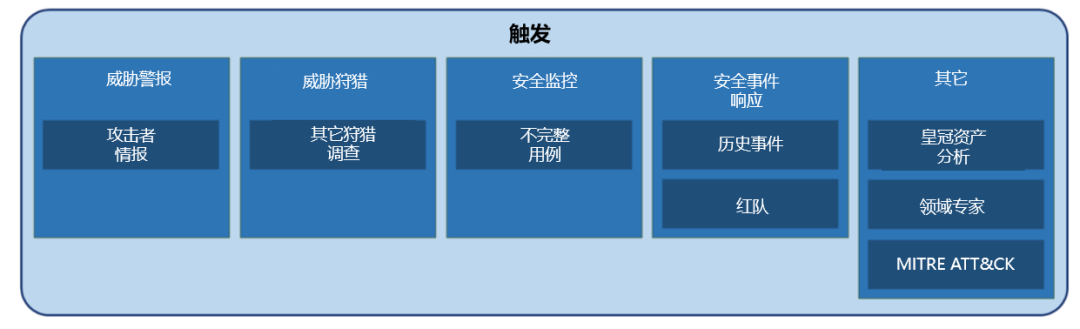 触发
威胁警报
攻击者
情报
威胁狩猎
其它狩猎
调查
安全监控
不完整
用例
安全事件
响应
历史事件
红队
其它
皇冠资产
分析
领域专家
MITRE ATT&CK